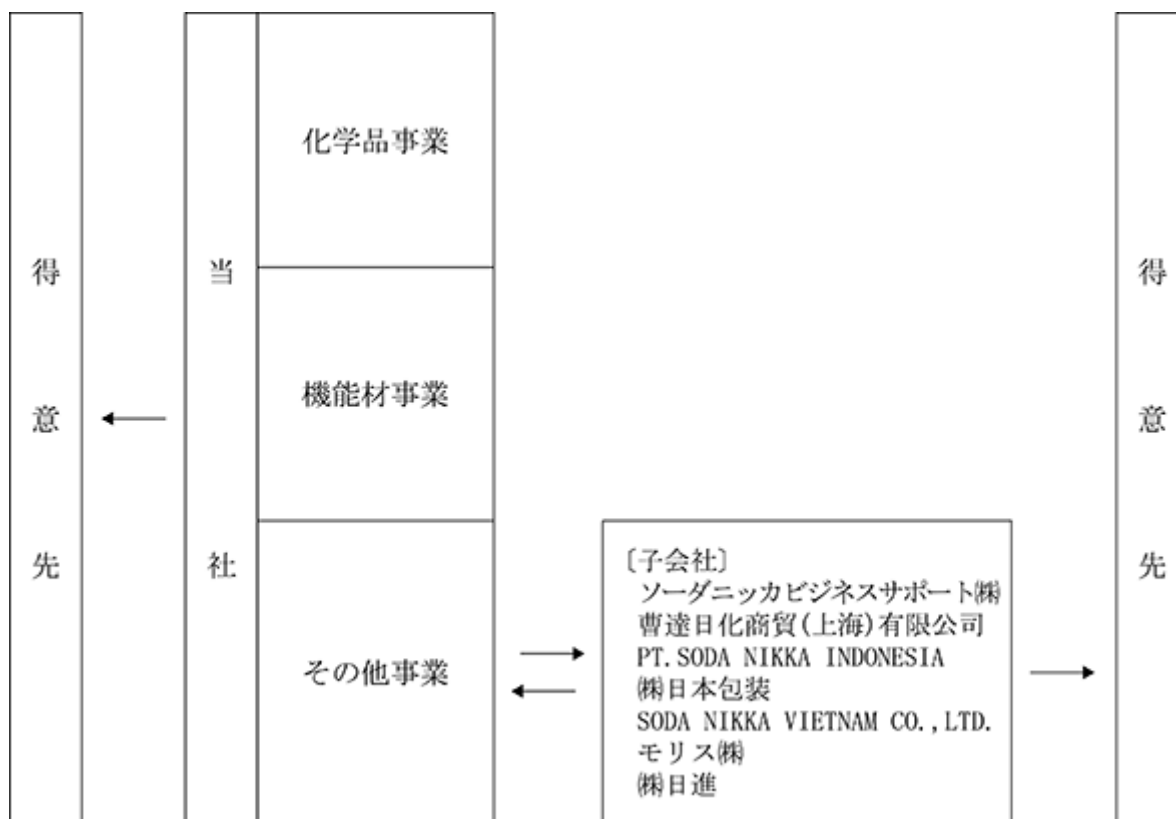 得意先
当社
化学品事業
機能材事業
その他事業
〔子会社〕
ソーダニッカビジネスサポート㈱
曹達日化商貿(上海)有限公司
PT.SODA NIKKA INDONESIA
㈱日本包装
SODA NIKKA VIETNAM CO.,LTD.
モリス㈱
㈱日進
得意先